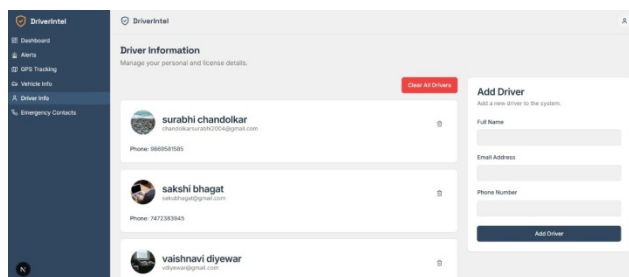 DriverIntel
Dashboard
Alerts
GPS Tracking
Vehicle Info
Driver Info
Emergency Contacts
N
DriverIntel
Driver Information
Manage your personal and license details.
Clear All Drivers
surabhi chandolkar
chandolkarsurabhi2004@gmail.com
Phone: 9869581585
sakshi bhagat
sakubhagat@gmail.com
Phone: 7472383945
vaishnavi diyewar
vdiyewar@gmail.com
Add Driver
Add a new driver to the system.
Full Name
Email Address
Phone Number
Add Driver